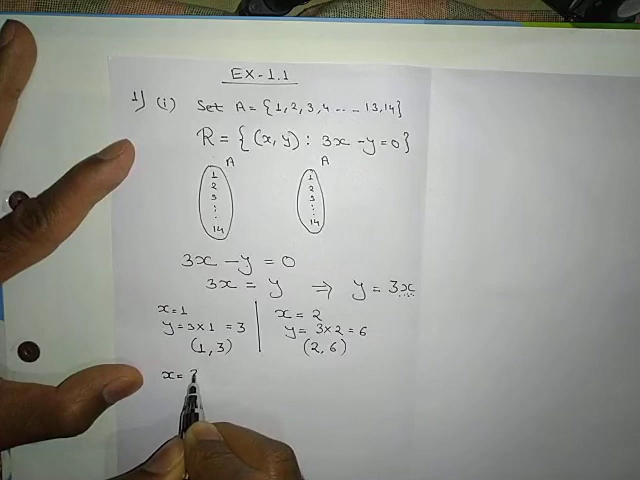 EX-1.1
1) (i) Set A = {1, 2, 3, 4 ---- 13, 14}
R = { (x, y) : 3x - y = 0}
A A
1 1
2 2
3 3
: :
: :
14 14
3x - y = 0
3x = y ⇒ y = 3x
x = 1 x = 2
y = 3×1 = 3 y = 3×2 = 6
(1, 3) (2, 6)
x =